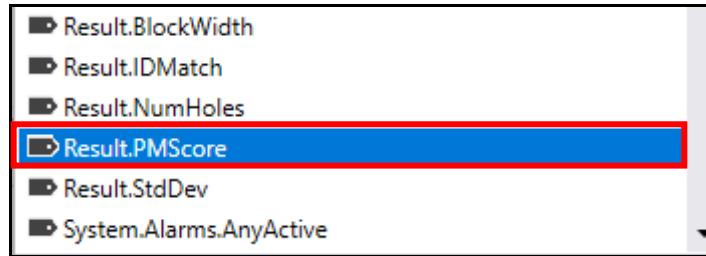 Result.BlockWidth
Result.IDMatch
Result.NumHoles
Result.PMScore
Result.StdDev
System.Alarms.AnyActive